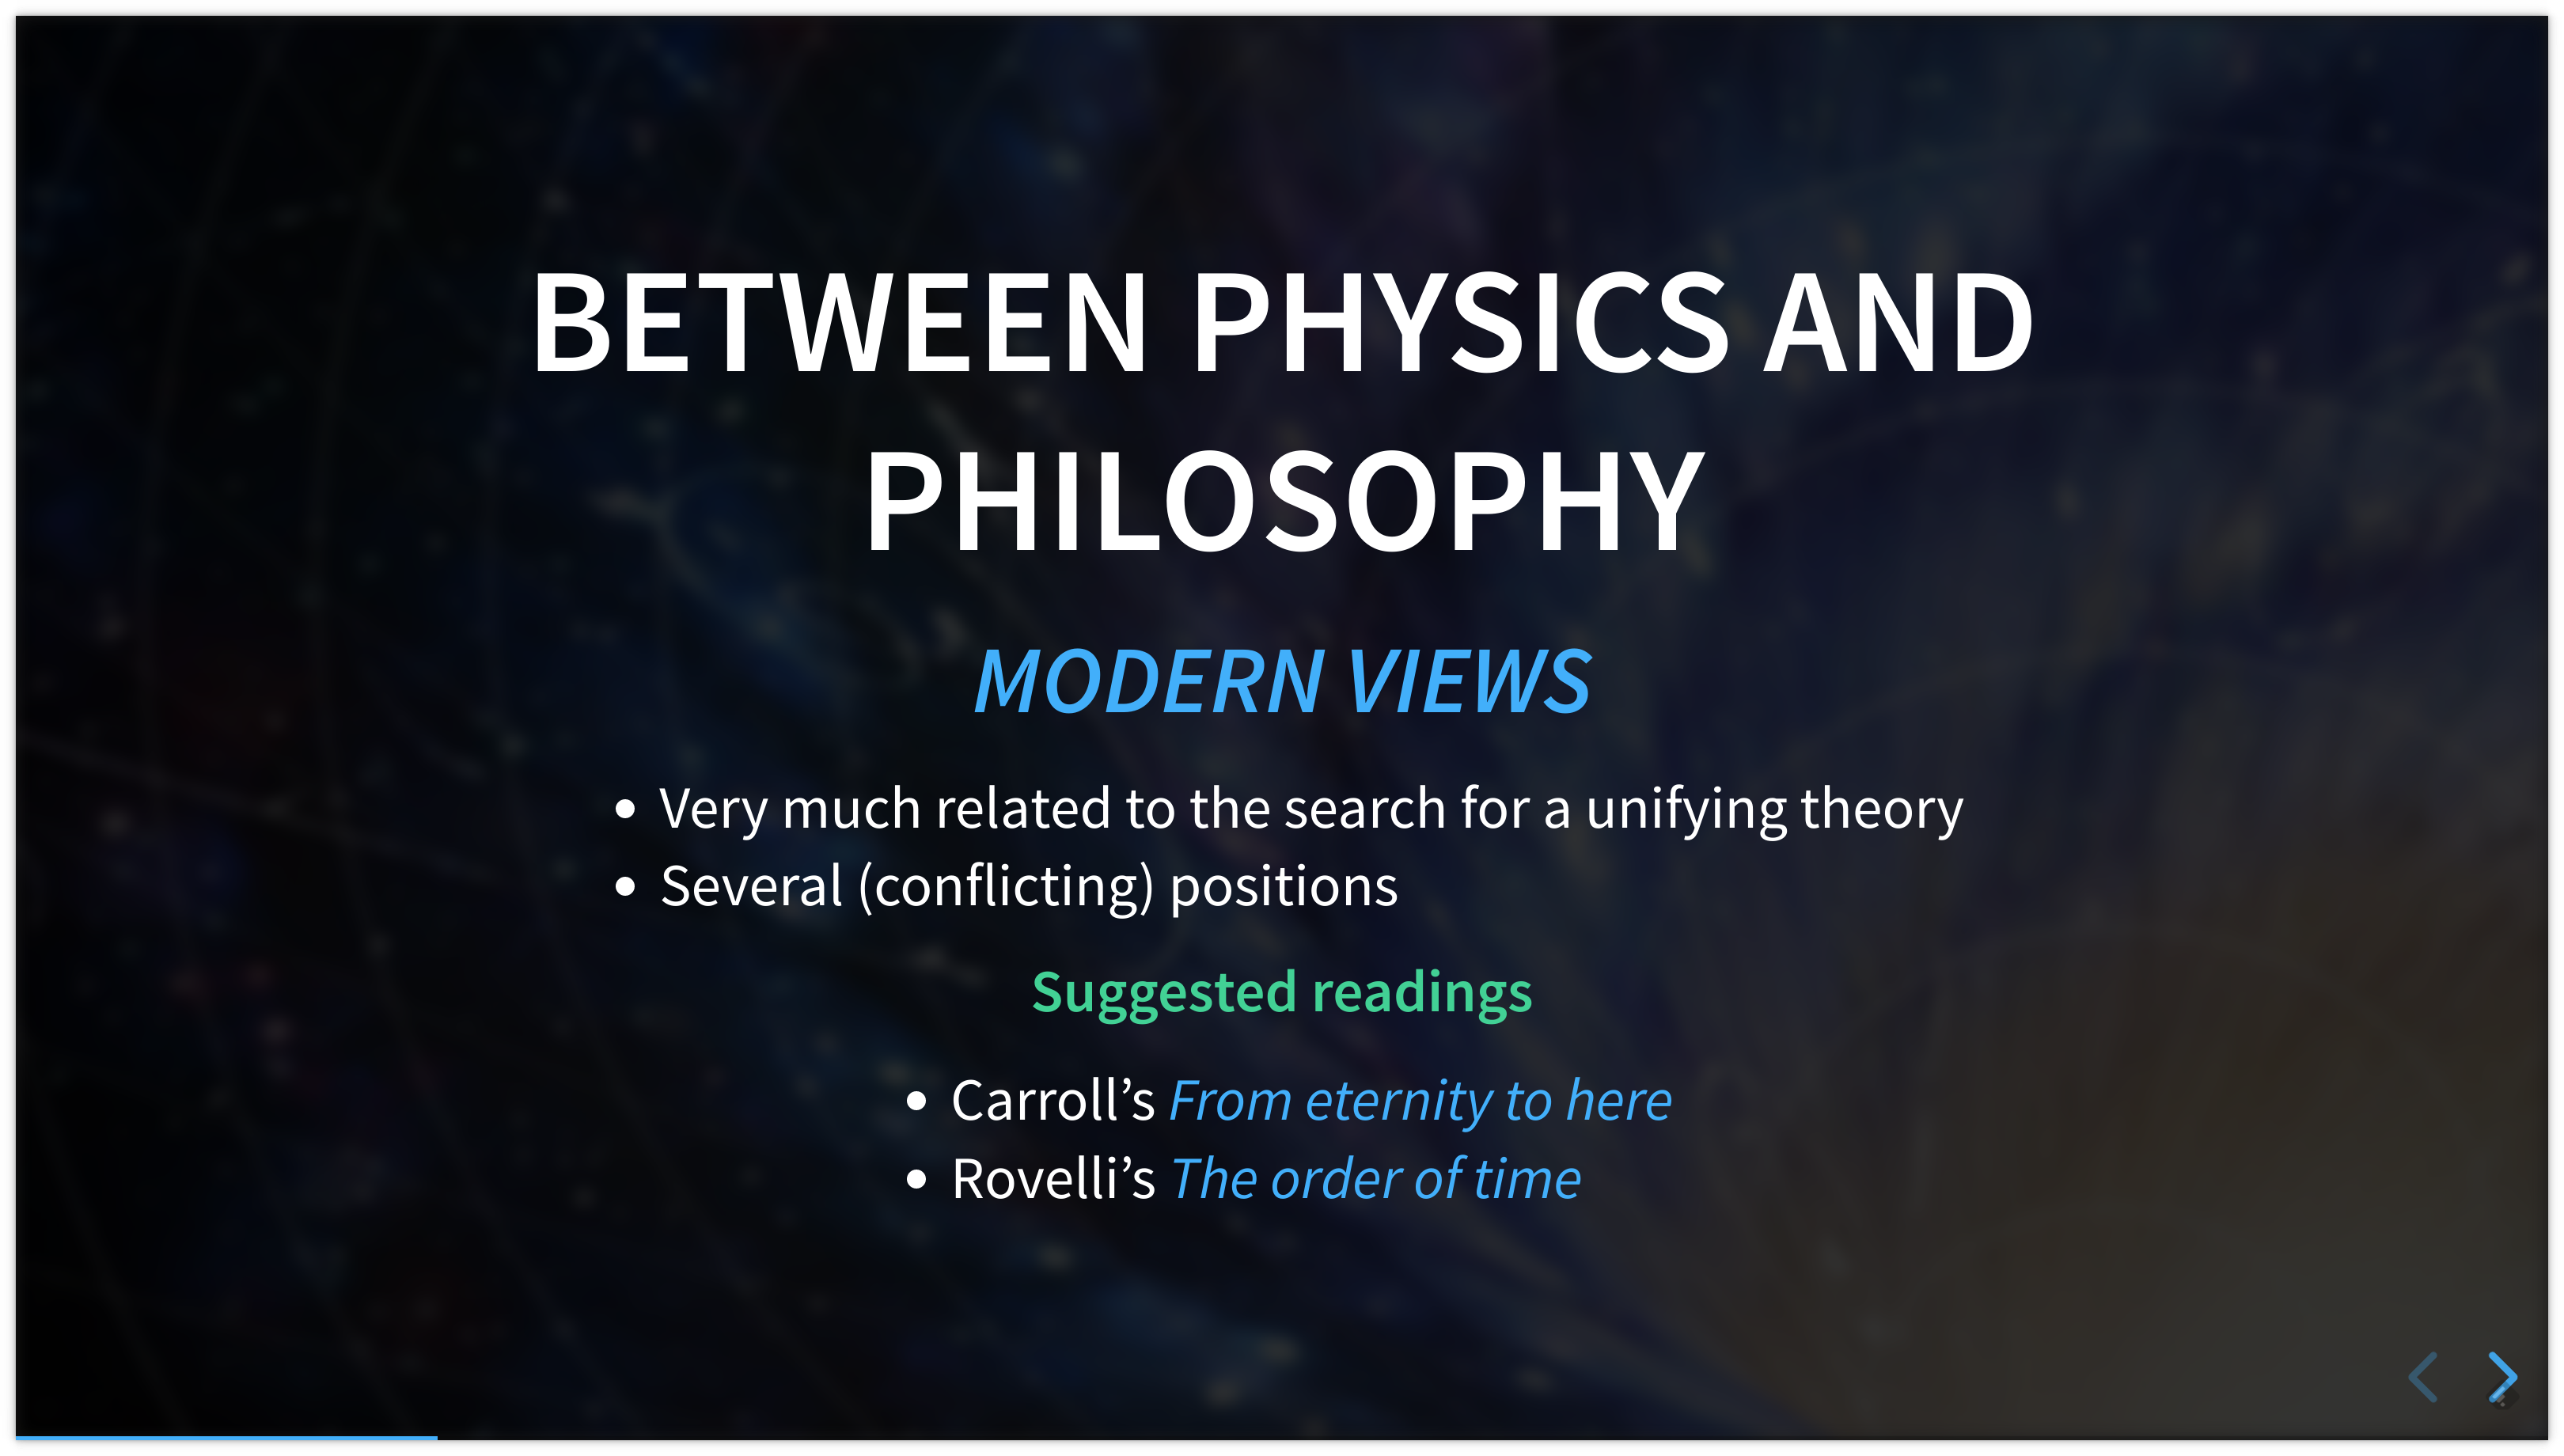 BETWEEN PHYSICS AND
PHILOSOPHY
MODERN VIEWS
• Very much related to the search for a unifying theory
• Several (conflicting) positions
Suggested readings
• Carroll’s From eternity to here
• Rovelli’s The order of time